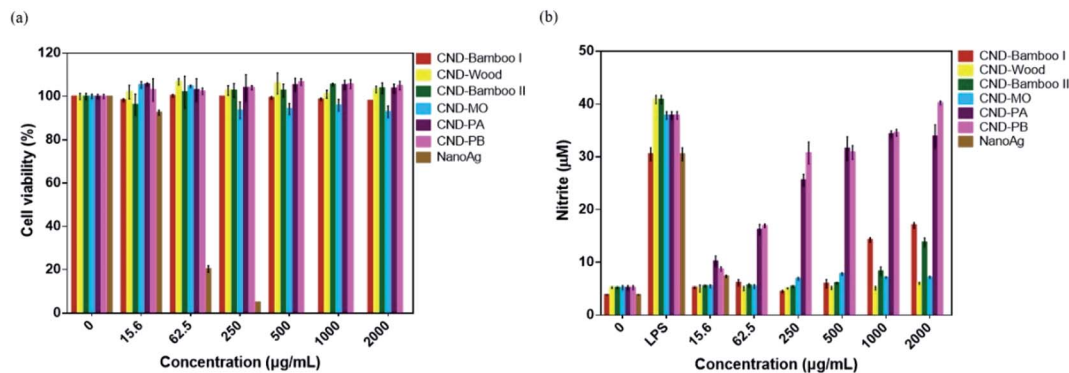 (a)
Cell viability (%)
120
100
80
60
40
20
0
0
15.6
62.5
250
500
1000
2000
Concentration (µg/mL)
CND-Bamboo I
CND-Wood
CND-Bamboo II
CND-MO
CND-PA
CND-PB
NanoAg
(b)
Nitrite (µM)
50
40
30
20
10
0
0
LPS
15.6
62.5
250
500
1000
2000
Concentration (µg/mL)
CND-Bamboo I
CND-Wood
CND-Bamboo II
CND-MO
CND-PA
CND-PB
NanoAg